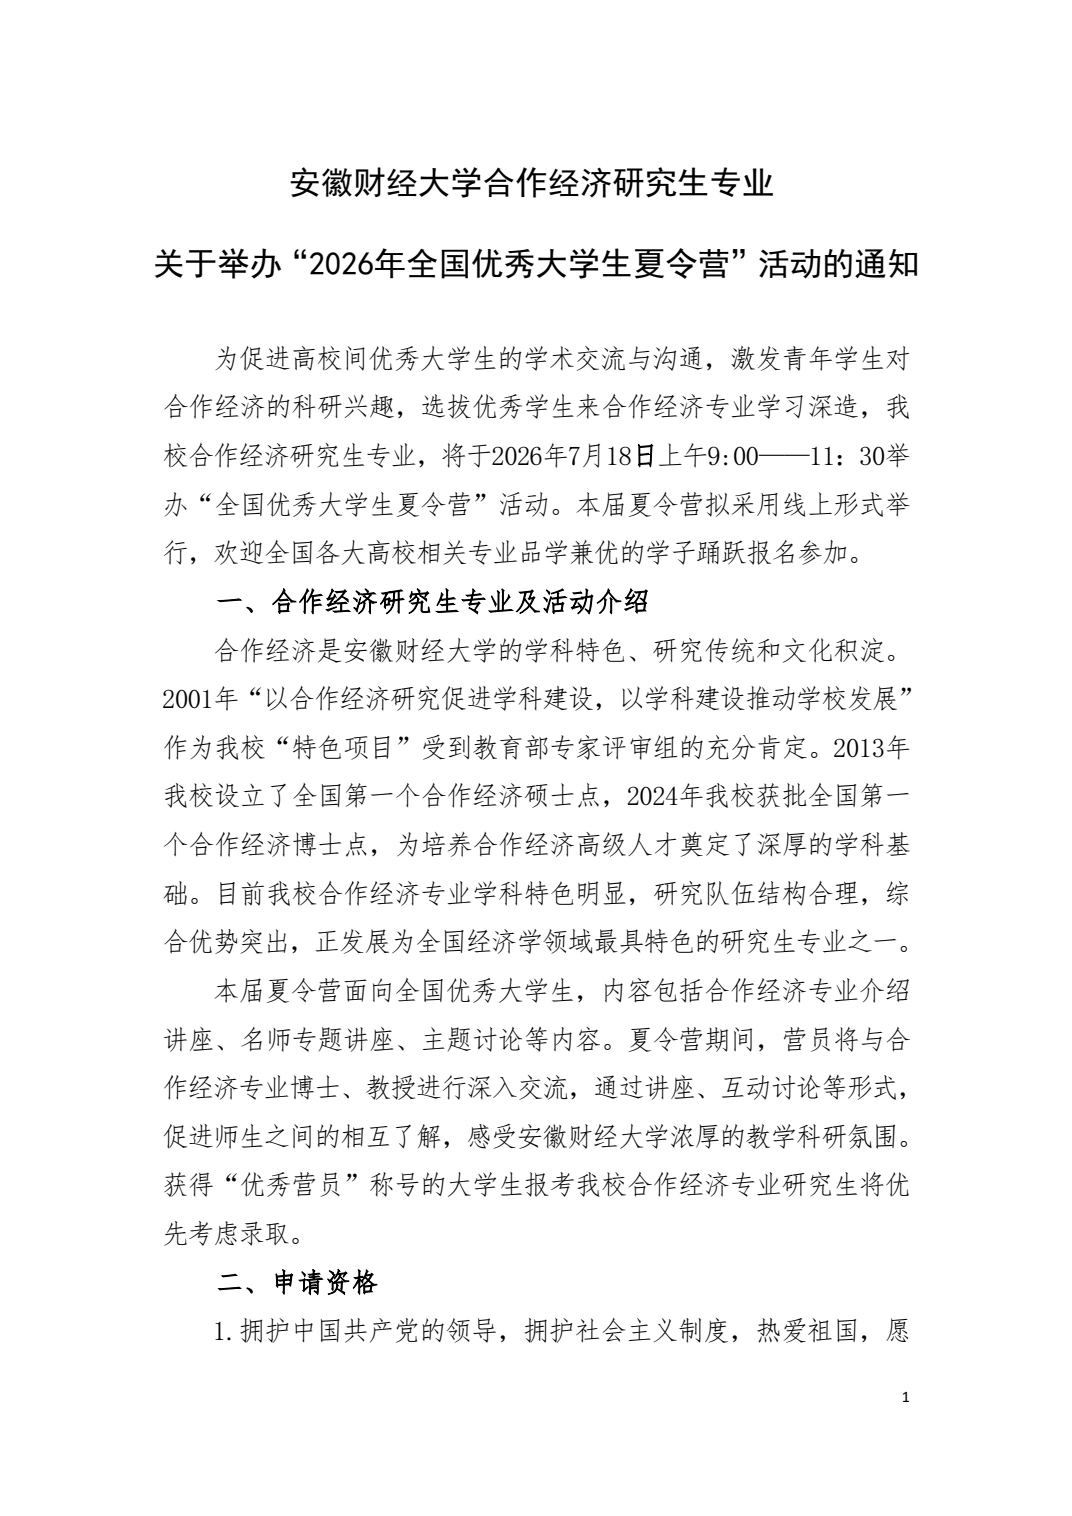 安徽财经大学合作经济研究生专业
关于举办“2026年全国优秀大学生夏令营”活动的通知
为促进高校间优秀大学生的学术交流与沟通，激发青年学生对
合作经济的科研兴趣，选拔优秀学生来合作经济专业学习深造，我
校合作经济研究生专业，将于2026年7月18日上午9:00——11：30举
办“全国优秀大学生夏令营”活动。本届夏令营拟采用线上形式举
行，欢迎全国各大高校相关专业品学兼优的学子踊跃报名参加。
一、合作经济研究生专业及活动介绍
合作经济是安徽财经大学的学科特色、研究传统和文化积淀。
2001年“以合作经济研究促进学科建设，以学科建设推动学校发展”
作为我校“特色项目”受到教育部专家评审组的充分肯定。2013年
我校设立了全国第一个合作经济硕士点，2024年我校获批全国第一
个合作经济博士点，为培养合作经济高级人才奠定了深厚的学科基
础。目前我校合作经济专业学科特色明显，研究队伍结构合理，综
合优势突出，正发展为全国经济学领域最具特色的研究生专业之一。
本届夏令营面向全国优秀大学生，内容包括合作经济专业介绍
讲座、名师专题讲座、主题讨论等内容。夏令营期间，营员将与合
作经济专业博士、教授进行深入交流，通过讲座、互动讨论等形式，
促进师生之间的相互了解，感受安徽财经大学浓厚的教学科研氛围。
获得“优秀营员”称号的大学生报考我校合作经济专业研究生将优
先考虑录取。
二、申请资格
1.拥护中国共产党的领导，拥护社会主义制度，热爱祖国，愿
1